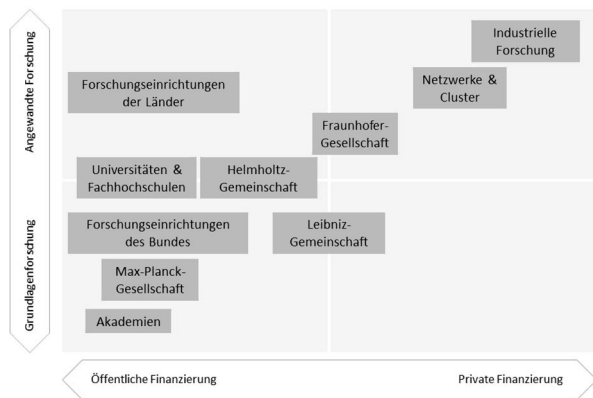 Angewandte Forschung
Grundlagenforschung
Industrielle
Forschung
Netzwerke &
Cluster
Forschungseinrichtungen
der Länder
Fraunhofer-
Gesellschaft
Universitäten &
Fachhochschulen
Helmholtz-
Gemeinschaft
Forschungseinrichtungen
des Bundes
Leibniz-
Gemeinschaft
Max-Planck-
Gesellschaft
Akademien
Öffentliche Finanzierung
Private Finanzierung